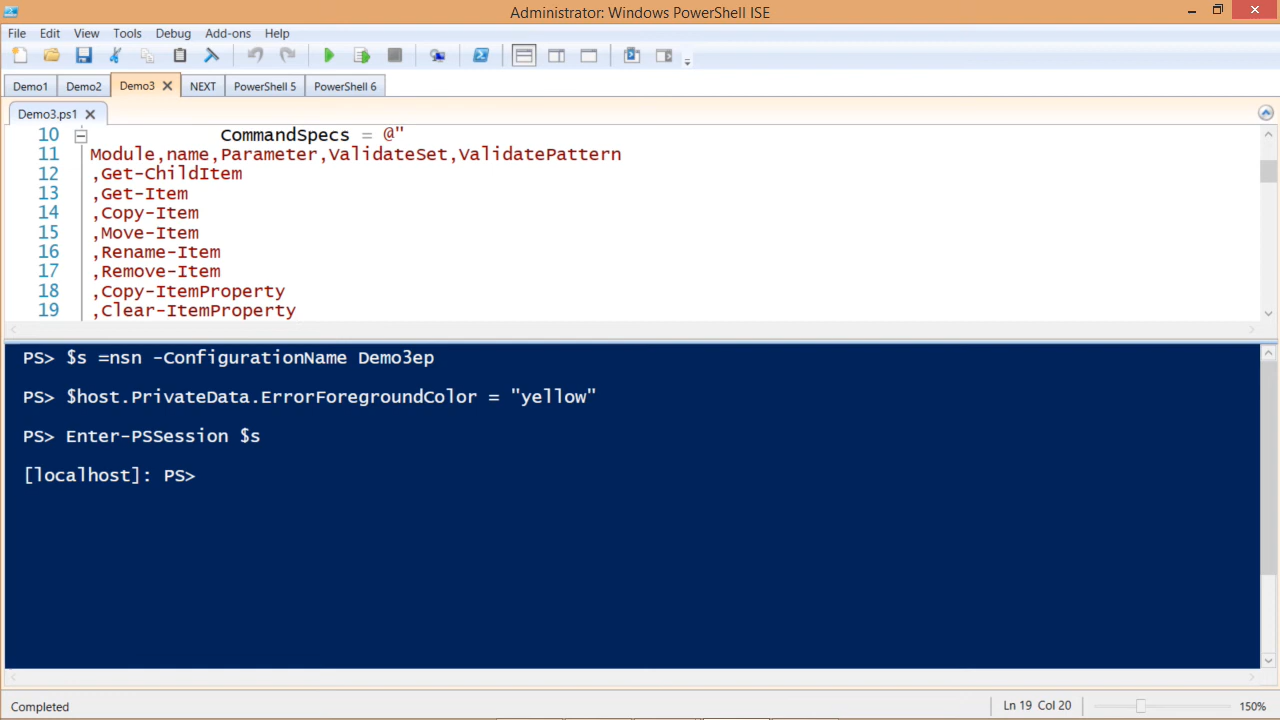 Administrator: Windows PowerShell ISE
File Edit View Tools Debug Add-ons Help
Demo1 Demo2 Demo3 NEXT PowerShell 5 PowerShell 6
Demo3.ps1
10 CommandSpecs = @"
11 Module,name,Parameter,ValidateSet,ValidatePattern
12 ,Get-ChildItem
13 ,Get-Item
14 ,Copy-Item
15 ,Move-Item
16 ,Rename-Item
17 ,Remove-Item
18 ,Copy-ItemProperty
19 ,Clear-ItemProperty
PS> $s =nsn -ConfigurationName Demo3ep
PS> $host.PrivateData.ErrorForegroundColor = "yellow"
PS> Enter-PSSession $s
[localhost]: PS>
Completed Ln 19 Col 20 150%